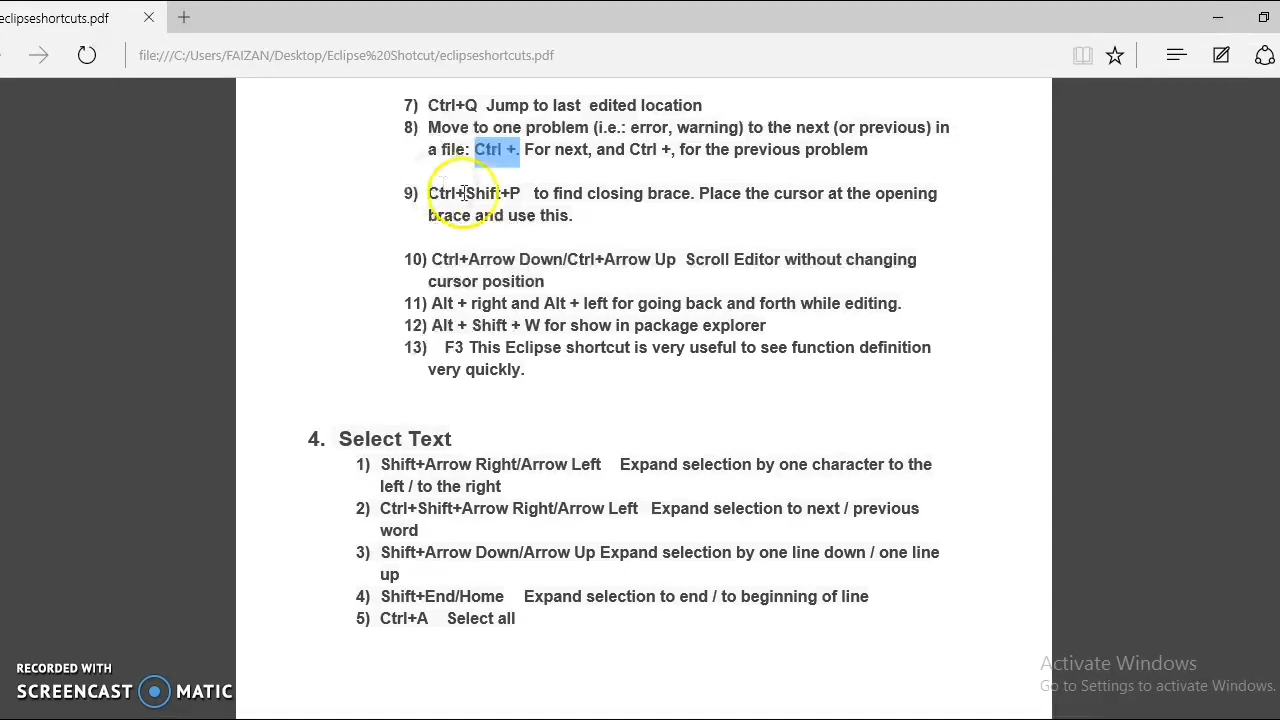 eclipseshortcuts.pdf
file:///C:/Users/FAIZAN/Desktop/Eclipse%20Shotcut/eclipseshortcuts.pdf
7) Ctrl+Q Jump to last edited location
8) Move to one problem (i.e.: error, warning) to the next (or previous) in
a file: Ctrl +. For next, and Ctrl +, for the previous problem
9) Ctrl+Shift+P to find closing brace. Place the cursor at the opening
brace and use this.
10) Ctrl+Arrow Down/Ctrl+Arrow Up Scroll Editor without changing
cursor position
11) Alt + right and Alt + left for going back and forth while editing.
12) Alt + Shift + W for show in package explorer
13) F3 This Eclipse shortcut is very useful to see function definition
very quickly.
4. Select Text
1) Shift+Arrow Right/Arrow Left Expand selection by one character to the
left / to the right
2) Ctrl+Shift+Arrow Right/Arrow Left Expand selection to next / previous
word
3) Shift+Arrow Down/Arrow Up Expand selection by one line down / one line
up
4) Shift+End/Home Expand selection to end / to beginning of line
5) Ctrl+A Select all
RECORDED WITH
SCREENCAST MATIC
Activate Windows
Go to Settings to activate Windows.